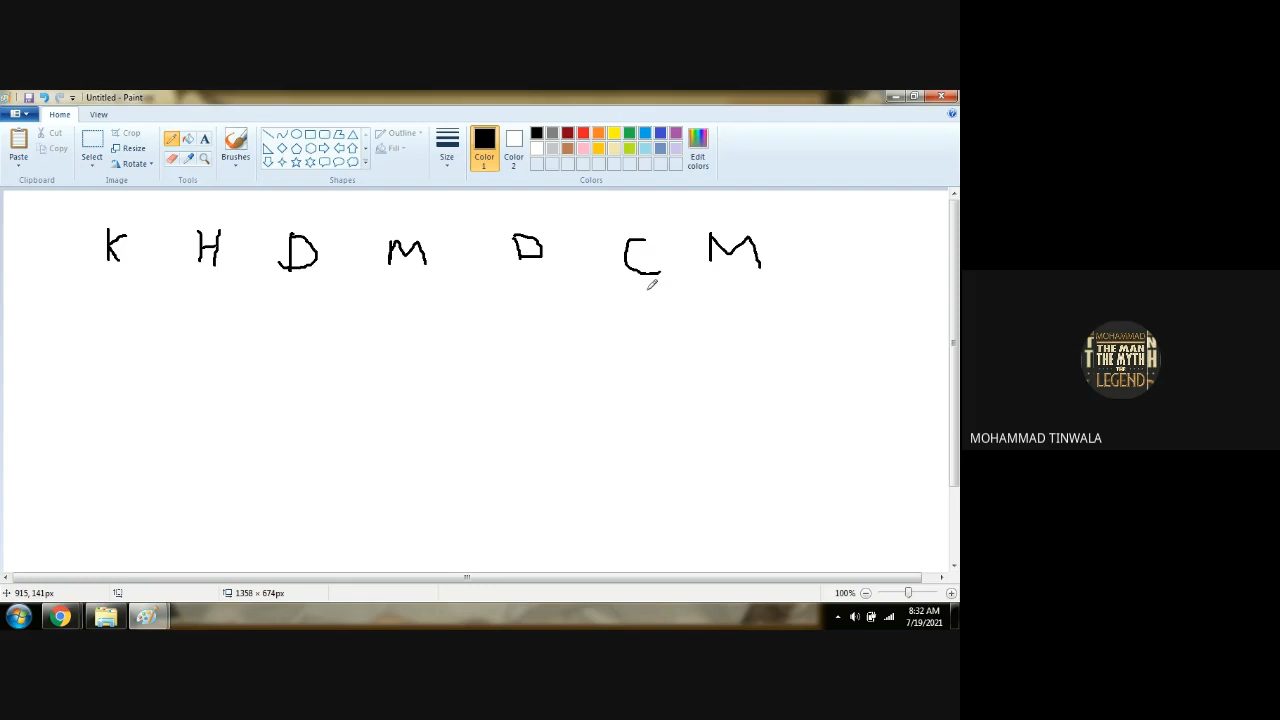 Untitled - Paint
Home View
Paste Cut Copy Clipboard
Select Crop Resize Rotate Image
Tools
Brushes
Outline Fill Shapes
Size
Color 1 Color 2 Edit colors Colors
K H D M D C M
915, 141px 1358 × 674px 100%
8:32 AM
7/19/2021
MOHAMMAD
THE MAN
THE MYTH
THE
LEGEND
MOHAMMAD TINWALA